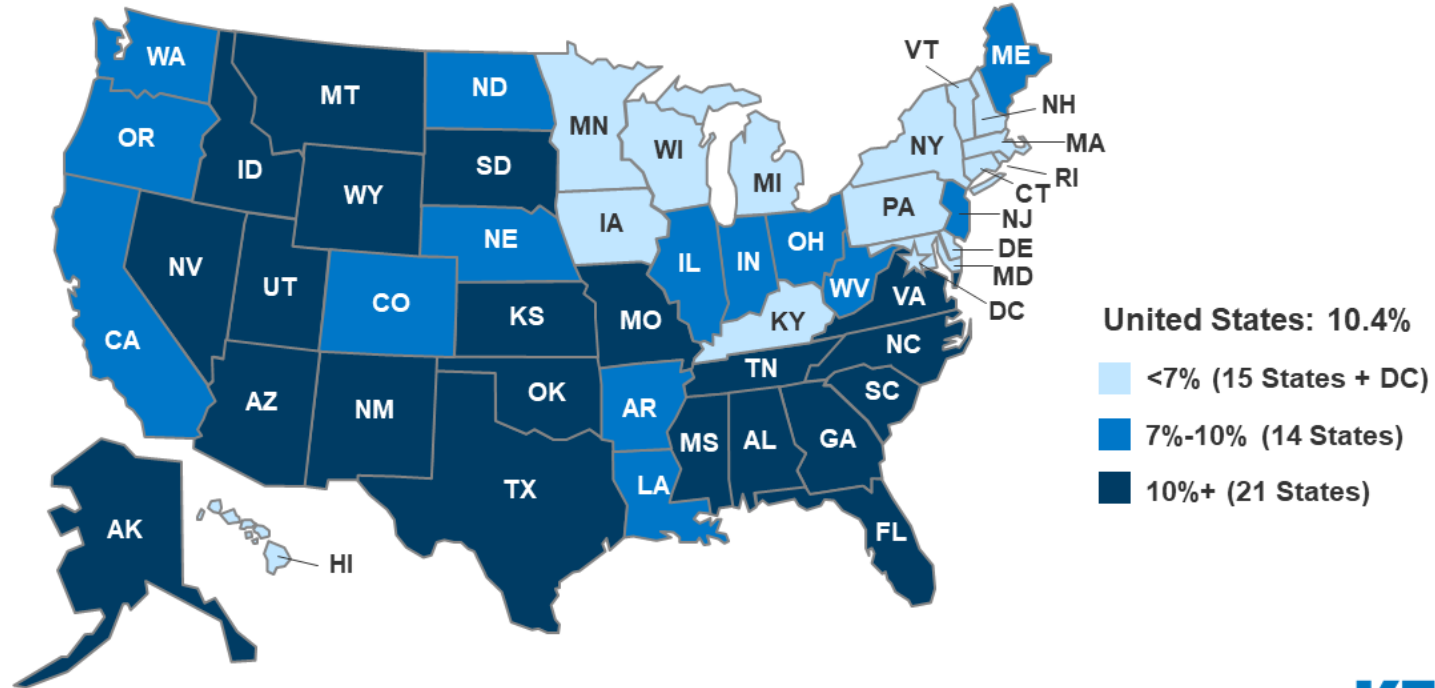 VT
ME
WA
MT
ND
NH
OR
MN
MA
NY
WI
ID
SD
RI
MI
WY
CT
PA
NJ
IA
NE
OH
DE
IL
IN
NV
MD
UT
WV
VA
CO
DC
KS
MO
KY
United States: 10.4%
CA
NC
TN
<7% (15 States + DC)
SC
OK
AZ
NM
AR
7%-10% (14 States)
MS
AL
GA
TX
LA
10%+ (21 States)
AK
FL
HI